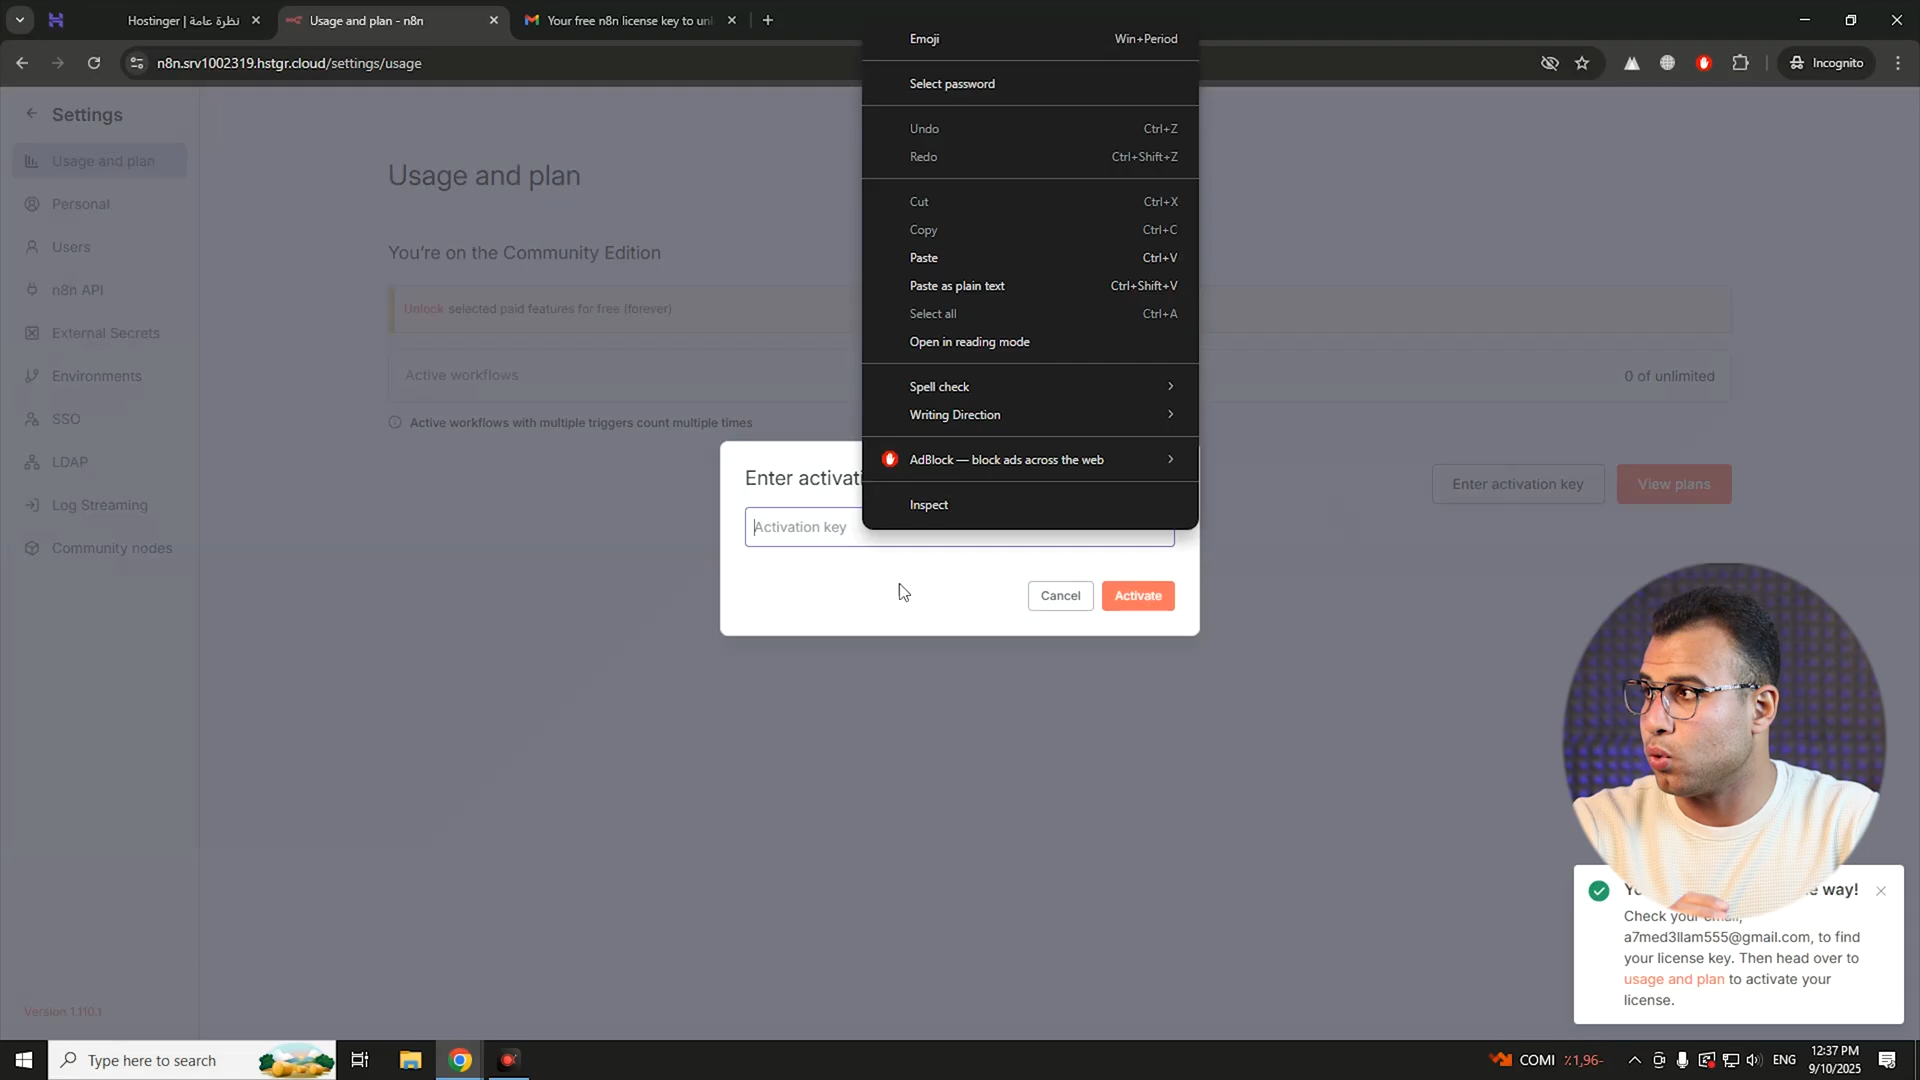 Hostinger | نظرة عامة
Usage and plan - n8n
Your free n8n license key to unl
n8n.srv1002319.hstgr.cloud/settings/usage
Incognito
Settings
Usage and plan
Personal
Users
n8n API
External Secrets
Environments
SSO
LDAP
Log Streaming
Community nodes
Version 1.110.1
Usage and plan
You're on the Community Edition
Unlock selected paid features for free (forever)
Active workflows
0 of unlimited
Active workflows with multiple triggers count multiple times
Enter activation key
View plans
Emoji Win+Period
Select password
Undo Ctrl+Z
Redo Ctrl+Shift+Z
Cut Ctrl+X
Copy Ctrl+C
Paste Ctrl+V
Paste as plain text Ctrl+Shift+V
Select all Ctrl+A
Open in reading mode
Spell check
Writing Direction
AdBlock — block ads across the web
Inspect
Enter activati
Activation key
Cancel
Activate
way!
Check your email,
a7med3llam555@gmail.com, to find
your license key. Then head over to
usage and plan to activate your
license.
Type here to search
COMI ٪1,96-
ENG
12:37 PM
9/10/2025